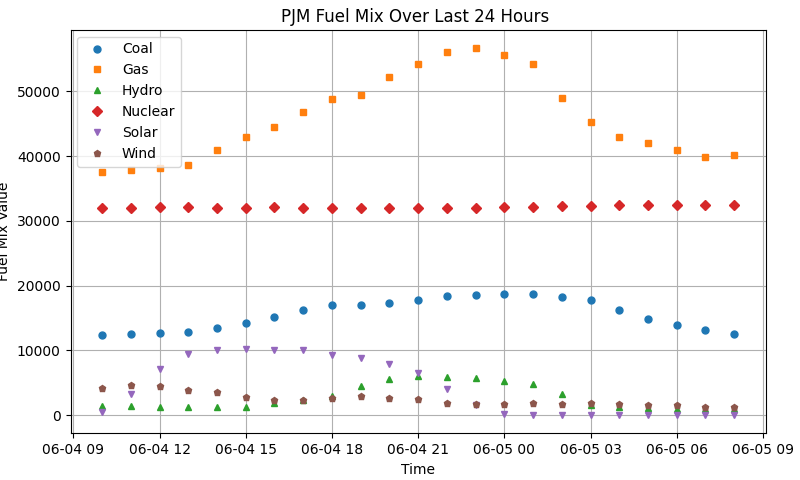 PJM Fuel Mix Over Last 24 Hours
Coal
Gas
Hydro
Nuclear
Solar
Wind
50000
40000
30000
20000
10000
0
Fuel Mix Value
06-04 09
06-04 12
06-04 15
06-04 18
06-04 21
06-05 00
06-05 03
06-05 06
06-05 09
Time